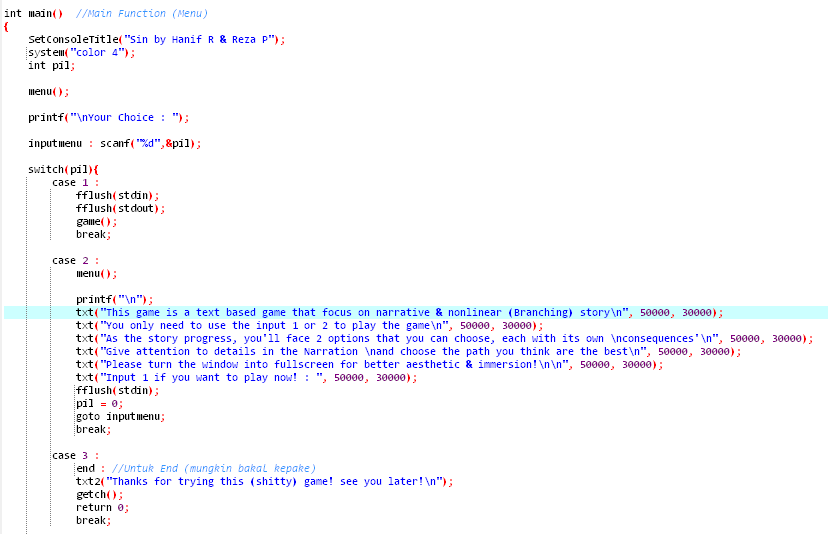 int main()  //Main Function (Menu)
{
    SetConsoleTitle("Sin by Hanif R & Reza P");
    system("color 4");
    int pil;

    menu();

    printf("\nYour Choice : ");

    inputmenu : scanf("%d",&pil);

    switch(pil){
        case 1 :
            fflush(stdin);
            fflush(stdout);
            game();
            break;

        case 2 :
            menu();

            printf("\n");
            txt("This game is a text based game that focus on narrative & nonlinear (Branching) story\n", 50000, 30000);
            txt("You only need to use the input 1 or 2 to play the game\n", 50000, 30000);
            txt("As the story progress, you'll face 2 options that you can choose, each with its own \nconsequences'\n", 50000, 30000);
            txt("Give attention to details in the Narration \nand choose the path you think are the best\n", 50000, 30000);
            txt("Please turn the window into fullscreen for better aesthetic & immersion!\n\n", 50000, 30000);
            txt("Input 1 if you want to play now! : ", 50000, 30000);
            fflush(stdin);
            pil = 0;
            goto inputmenu;
            break;

        case 3 :
            end : //Untuk End (mungkin bakal kepake)
            txt2("Thanks for trying this (shitty) game! see you later!\n");
            getch();
            return 0;
            break;